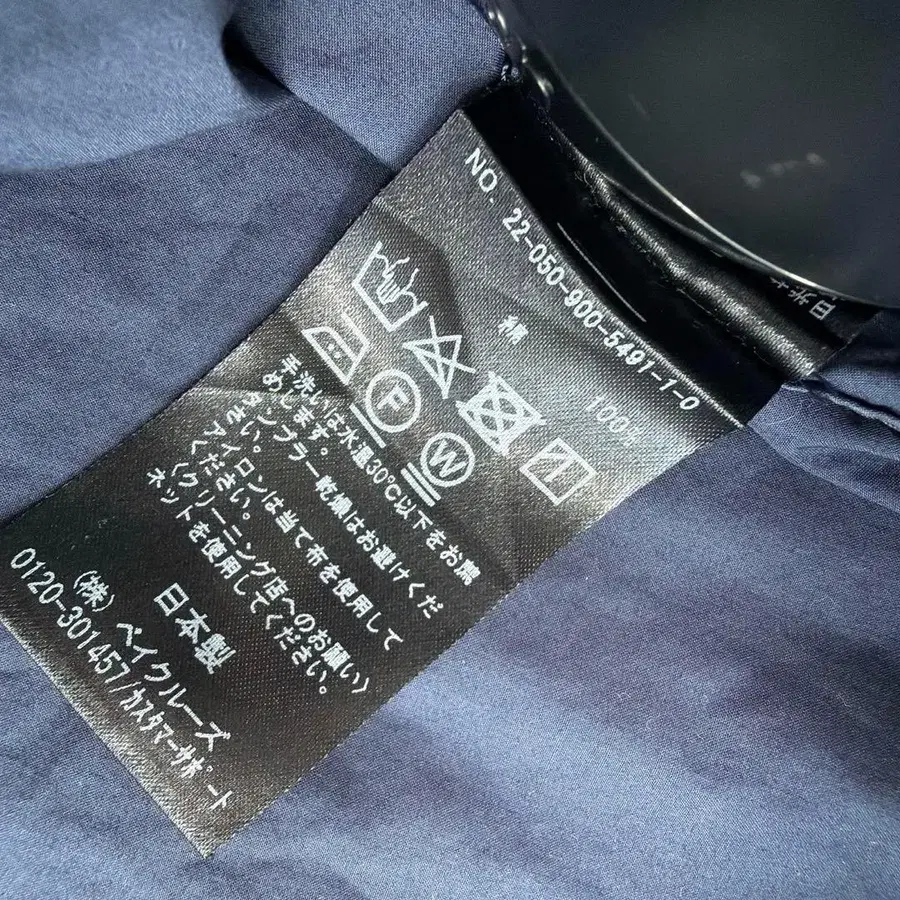 NO. 22-050-900-5491-1-0
絹 100
P
W
手洗いは水温30℃以下をお薦
めします。
タンブラー乾燥はお避けくだ
さい。
アイロンは当て布を使用して
ください。
〈クリーニング店へのお願い〉
ネットを使用してください。
日本製
(株)ベイクルーズ
0120-301457/カスタマーサポート
日光